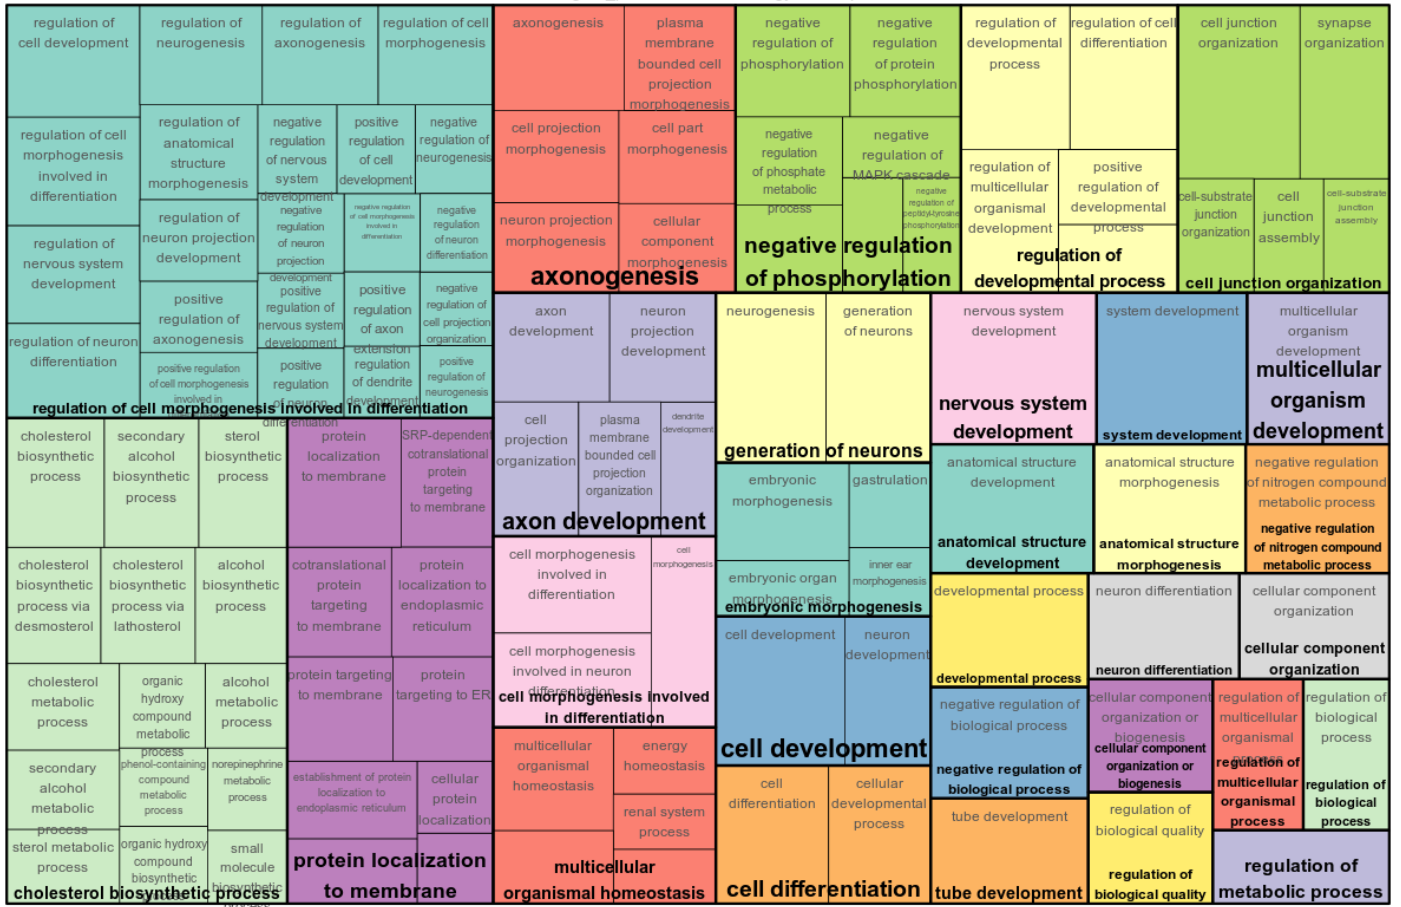 regulation of
cell development
regulation of
neurogenesis
regulation of
axonogenesis
regulation of cell
morphogenesis
regulation of cell
morphogenesis
involved in
differentiation
regulation of
anatomical
structure
morphogenesis
negative
regulation
of nervous
system
development
positive
regulation
of cell
development
negative
regulation of
neurogenesis
regulation of
nervous system
development
regulation of
neuron projection
development
negative
regulation
of neuron
projection
development
negative regulation
of cell morphogenesis
involved in
differentiation
negative
regulation
of neuron
differentiation
regulation of neuron
differentiation
positive
regulation of
axonogenesis
positive
regulation of
nervous system
development
positive
regulation
of axon
extension
negative
regulation of
cell projection
organization
positive regulation
of cell morphogenesis
involved in
positive
regulation
of neuron
differentiation
regulation
of dendrite
development
positive
regulation of
neurogenesis
regulation of cell morphogenesis involved in differentiation
axonogenesis
plasma
membrane
bounded cell
projection
morphogenesis
cell projection
morphogenesis
cell part
morphogenesis
neuron projection
morphogenesis
cellular
component
morphogenesis
axonogenesis
negative
regulation of
phosphorylation
negative
regulation
of protein
phosphorylation
negative
regulation
of phosphate
metabolic
process
negative
regulation of
MAPK cascade
negative
regulation of
peptidyl-tyrosine
phosphorylation
negative regulation
of phosphorylation
regulation of
developmental
process
regulation of cell
differentiation
regulation of
multicellular
organismal
development
positive
regulation of
developmental
process
regulation of
developmental process
cell junction
organization
synapse
organization
cell-substrate
junction
organization
cell
junction
assembly
cell-substrate
junction
assembly
cell junction organization
cholesterol
biosynthetic
process
secondary
alcohol
biosynthetic
process
sterol
biosynthetic
process
cholesterol
biosynthetic
process via
desmosterol
cholesterol
biosynthetic
process via
lathosterol
alcohol
biosynthetic
process
cholesterol
metabolic
process
organic
hydroxy
compound
metabolic
process
alcohol
metabolic
process
secondary
alcohol
metabolic
process
phenol-containing
compound
metabolic
process
norepinephrine
metabolic
process
sterol metabolic
process
organic hydroxy
compound
biosynthetic
process
small
molecule
biosynthetic
process
cholesterol biosynthetic process
protein
localization
to membrane
SRP-dependent
cotranslational
protein
targeting
to membrane
cotranslational
protein
targeting
to membrane
protein
localization to
endoplasmic
reticulum
protein targeting
to membrane
protein
targeting to ER
establishment of protein
localization to
endoplasmic reticulum
cellular
protein
localization
protein localization
to membrane
axon
development
neuron
projection
development
cell
projection
organization
plasma
membrane
bounded cell
projection
organization
dendrite
development
axon development
cell morphogenesis
involved in
differentiation
cell
morphogenesis
cell morphogenesis
involved in neuron
differentiation
cell morphogenesis involved
in differentiation
multicellular
organismal
homeostasis
energy
homeostasis
renal system
process
multicellular
organismal homeostasis
neurogenesis
generation
of neurons
generation of neurons
embryonic
morphogenesis
gastrulation
embryonic organ
morphogenesis
inner ear
morphogenesis
embryonic morphogenesis
cell development
neuron
development
cell development
cell
differentiation
cellular
developmental
process
cell differentiation
nervous system
development
nervous system
development
system development
system development
multicellular
organism
development
multicellular
organism
development
anatomical structure
development
anatomical structure
development
anatomical structure
morphogenesis
anatomical structure
morphogenesis
negative regulation
of nitrogen compound
metabolic process
negative regulation
of nitrogen compound
metabolic process
developmental process
developmental process
neuron differentiation
neuron differentiation
cellular component
organization
cellular component
organization
negative regulation of
biological process
negative regulation of
biological process
cellular component
organization or
biogenesis
cellular component
organization or
biogenesis
regulation of
multicellular
organismal
process
regulation of
multicellular
organismal
process
regulation of
biological
process
regulation of
biological
process
tube development
tube development
regulation of
biological quality
regulation of
biological quality
regulation of
metabolic process